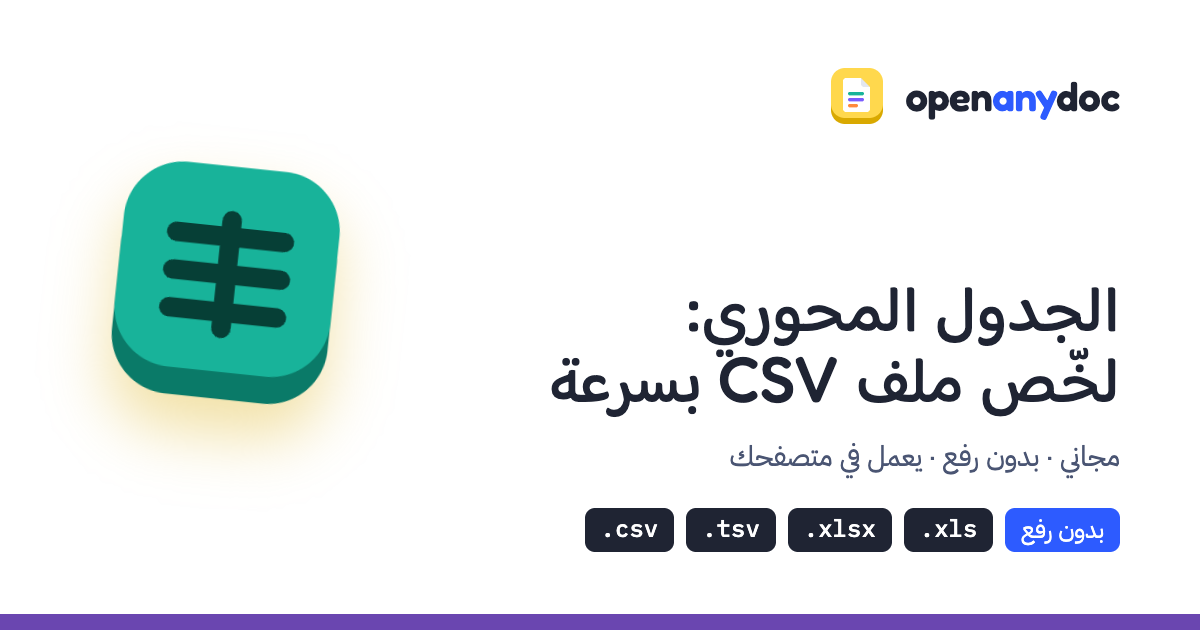 openanydoc
الجدول المحوري:
لخّص ملف CSV بسرعة
مجاني · بدون رفع · يعمل في متصفحك
بدون رفع .xls .xlsx .tsv .csv